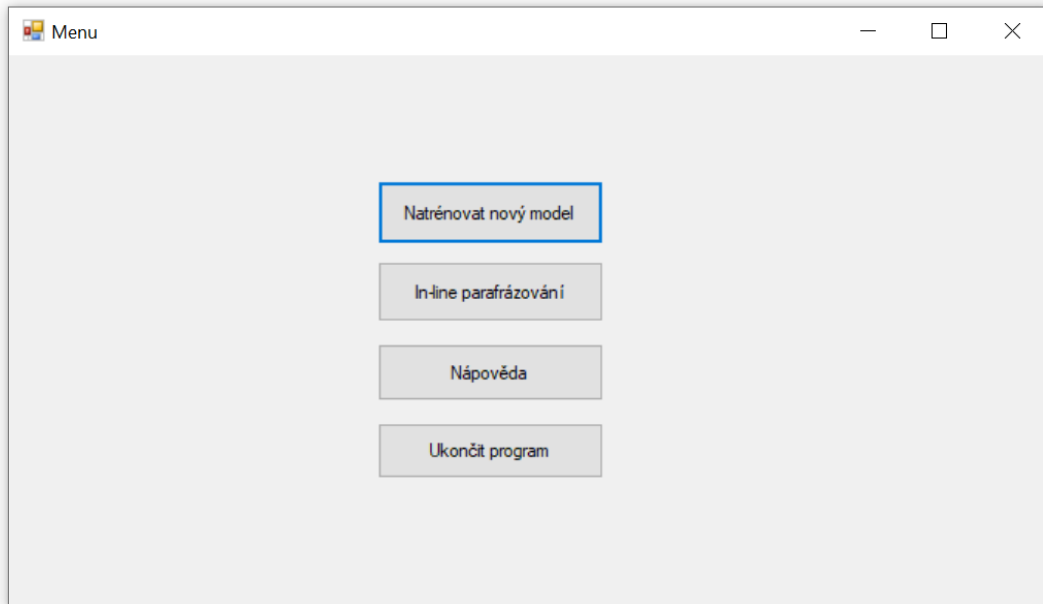 Menu
Natrénovat nový model
In-line parafrázování
Nápověda
Ukončit program